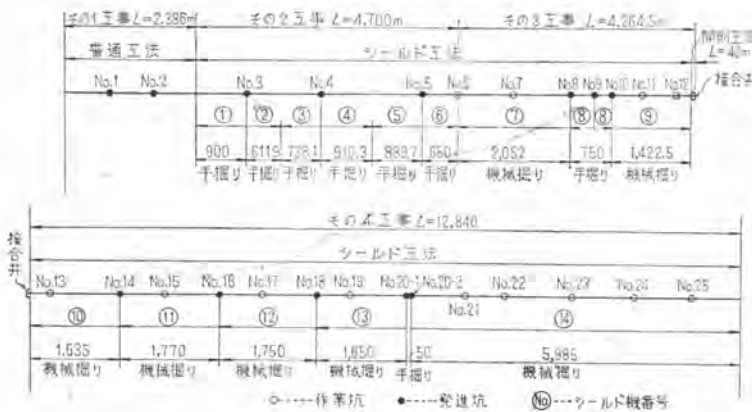 その1工事 L=2,386m その2工事 L=4,700m その3工事 L=4,264.5m
開削工法
L=40m
普通工法 シールド工法
接合井
No.1 No.2 No.3 No.4 No.5 No.6 No.7 No.8 No.9 No.10 No.11 No.12
① ② ③ ④ ⑤ ⑥ ⑦ ⑧ ⑧ ⑨
900 611.9 738.1 910.3 889.7 650 2,052 750 1,422.5
手掘り 手掘り 手掘り 手掘り 手掘り 手掘り 機械掘り 手掘り 機械掘り
その4工事 L=12,840
シールド工法
接合井
No.13 No.14 No.15 No.16 No.17 No.18 No.19 No.20-1 No.20-2 No.21 No.22 No.23 No.24 No.25
⑩ ⑪ ⑫ ⑬ ⑭
1,635 1,770 1,750 1,650 50 5,985
機械掘り 機械掘り 機械掘り 機械掘り 手掘り 機械掘り
○----作業坑 ●----発進坑 No.---シールド機番号